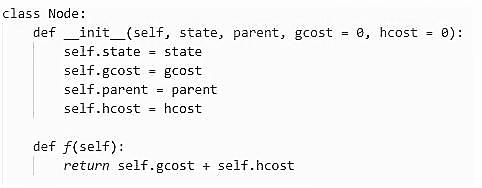 class Node:
    def __init__(self, state, parent, gcost = 0, hcost = 0):
        self.state = state
        self.gcost = gcost
        self.parent = parent
        self.hcost = hcost
    def f(self):
        return self.gcost + self.hcost